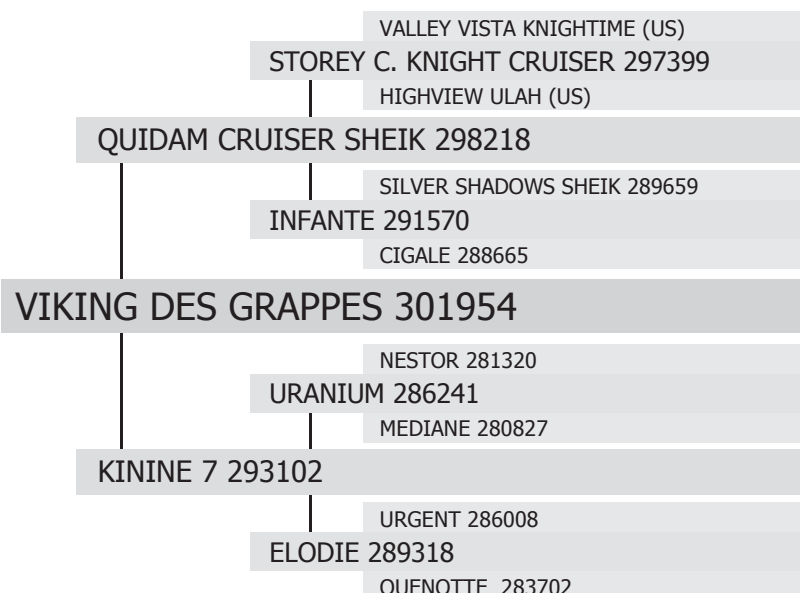 VALLEY VISTA KNIGHTIME (US)
STOREY C. KNIGHT CRUISER 297399
HIGHVIEW ULAH (US)
QUIDAM CRUISER SHEIK 298218
SILVER SHADOWS SHEIK 289659
INFANTE 291570
CIGALE 288665
VIKING DES GRAPPES 301954
NESTOR 281320
URANIUM 286241
MEDIANE 280827
KININE 7 293102
URGENT 286008
ELODIE 289318
QUENOTTE 283702